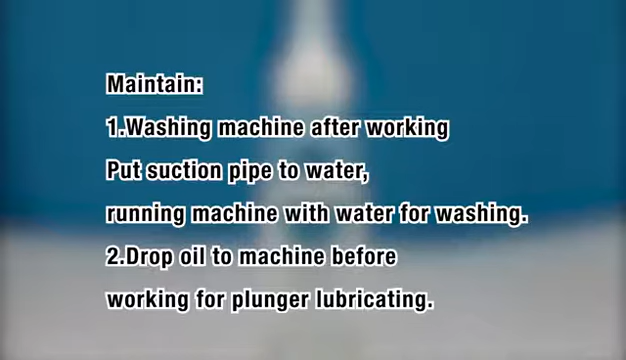 Maintain:
1.Washing machine after working
Put suction pipe to water,
running machine with water for washing.
2.Drop oil to machine before
working for plunger lubricating.